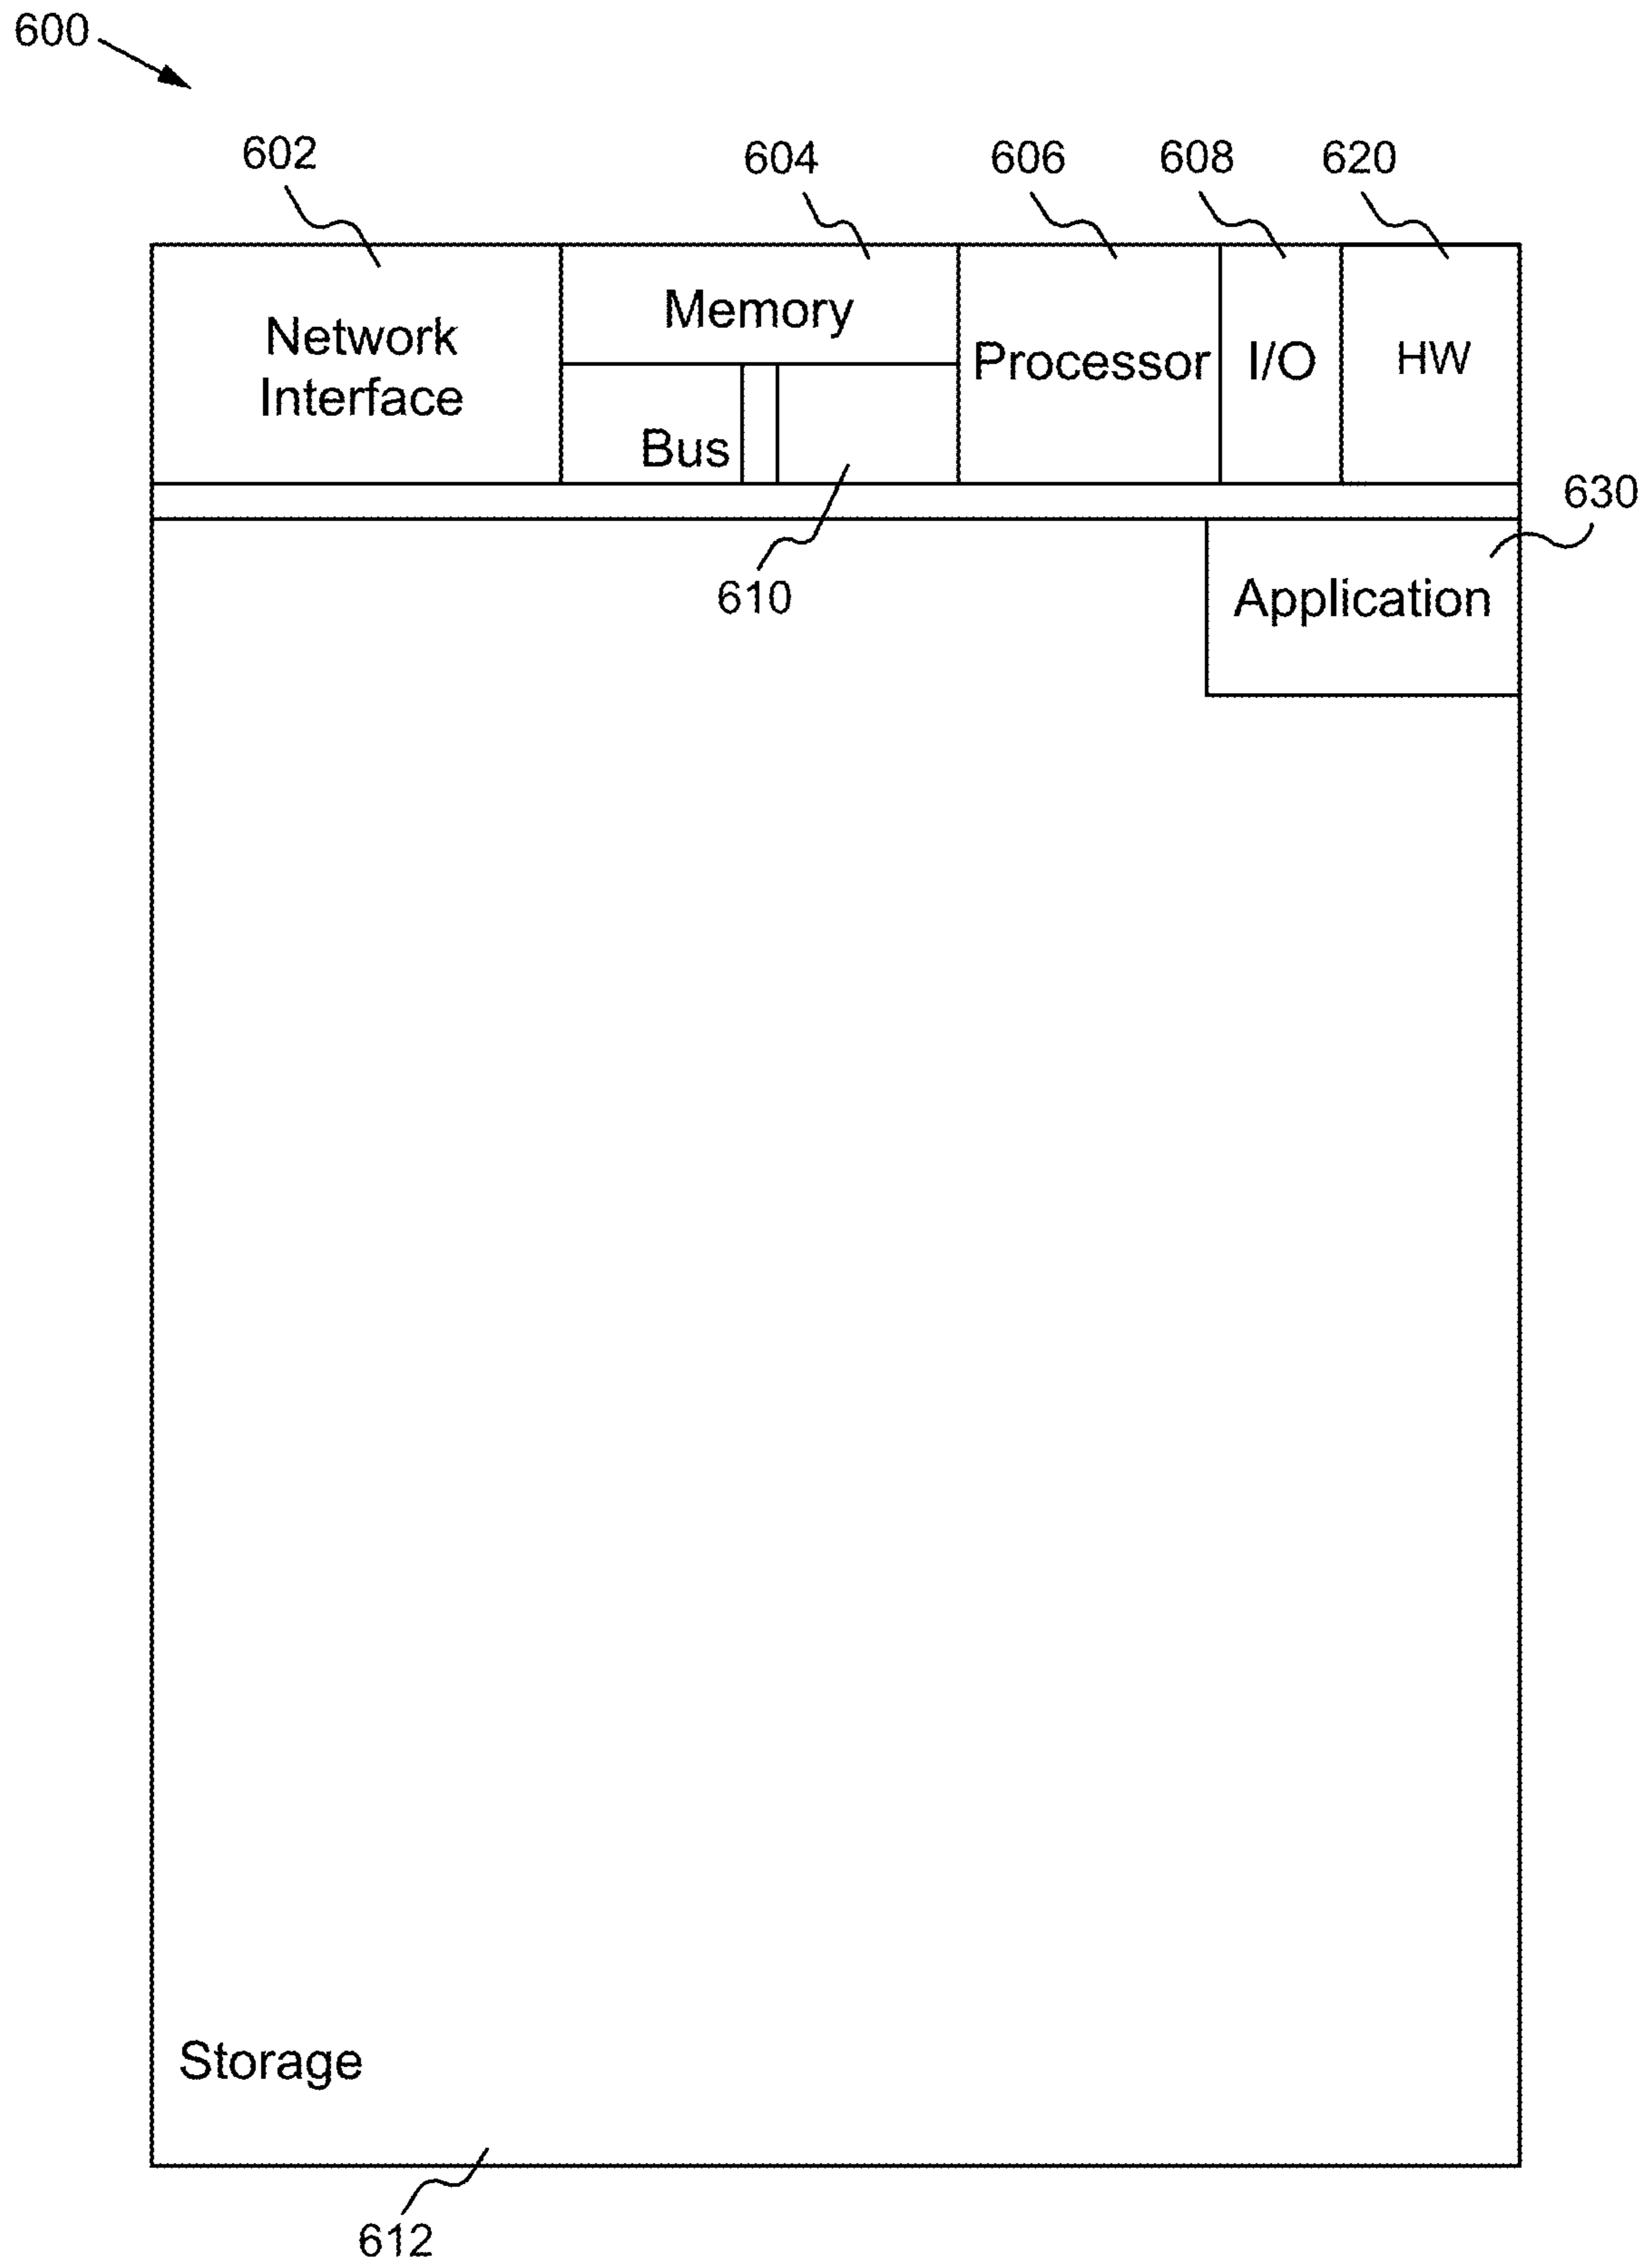 600
602
604
606
608
620
Network
Interface
Memory
Processor
I/O
HW
Bus
630
610
Application
Storage
612